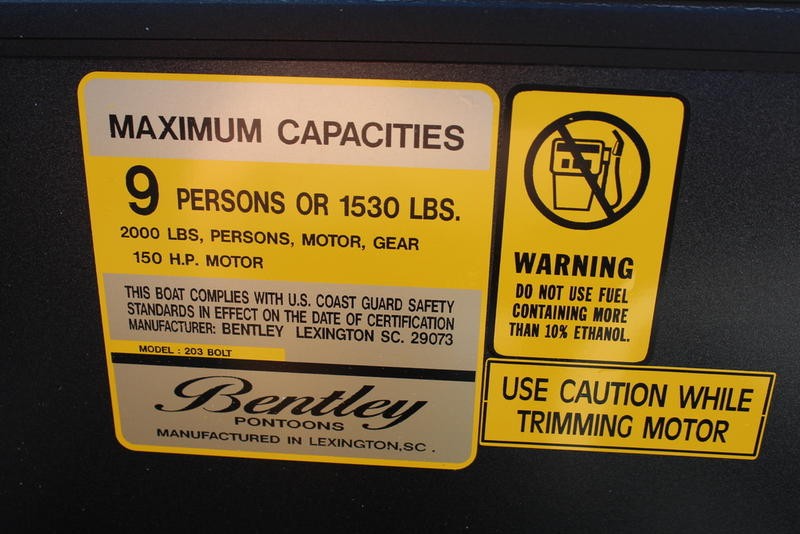 MAXIMUM CAPACITIES
9 PERSONS OR 1530 LBS.
2000 LBS, PERSONS, MOTOR, GEAR
150 H.P. MOTOR
THIS BOAT COMPLIES WITH U.S. COAST GUARD SAFETY
STANDARDS IN EFFECT ON THE DATE OF CERTIFICATION
MANUFACTURER: BENTLEY LEXINGTON SC. 29073
MODEL : 203 BOLT
Bentley
PONTOONS
MANUFACTURED IN LEXINGTON,SC .
WARNING
DO NOT USE FUEL
CONTAINING MORE
THAN 10% ETHANOL.
USE CAUTION WHILE
TRIMMING MOTOR